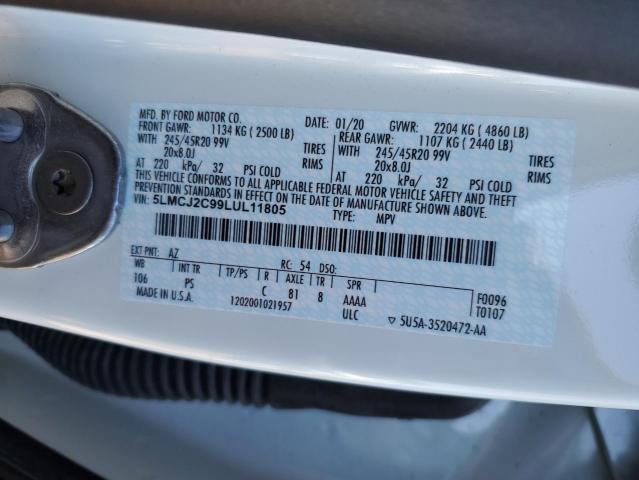 MFD. BY FORD MOTOR CO. DATE: 01/20 GVWR: 2204 KG ( 4860 LB)
FRONT GAWR: 1134 KG ( 2500 LB) REAR GAWR: 1107 KG ( 2440 LB)
WITH 245/45R20 99V TIRES WITH 245/45R20 99V TIRES
20x8.0J RIMS 20x8.0J RIMS
AT 220 kPa/ 32 PSI COLD AT 220 kPa/ 32 PSI COLD
THIS VEHICLE CONFORMS TO ALL APPLICABLE FEDERAL MOTOR VEHICLE SAFETY AND THEFT
PREVENTION STANDARDS IN EFFECT ON THE DATE OF MANUFACTURE SHOWN ABOVE.
VIN: 5LMCJ2C99LUL11805 TYPE: MPV
EXT PNT: AZ RC: 54 DSO:
WB INT TR TP/PS R AXLE TR SPR
106 PS C 81 8 AAAA F0096
MADE IN U.S.A. 1202001021957 ULC ▽ 5U5A-3520472-AA T0107